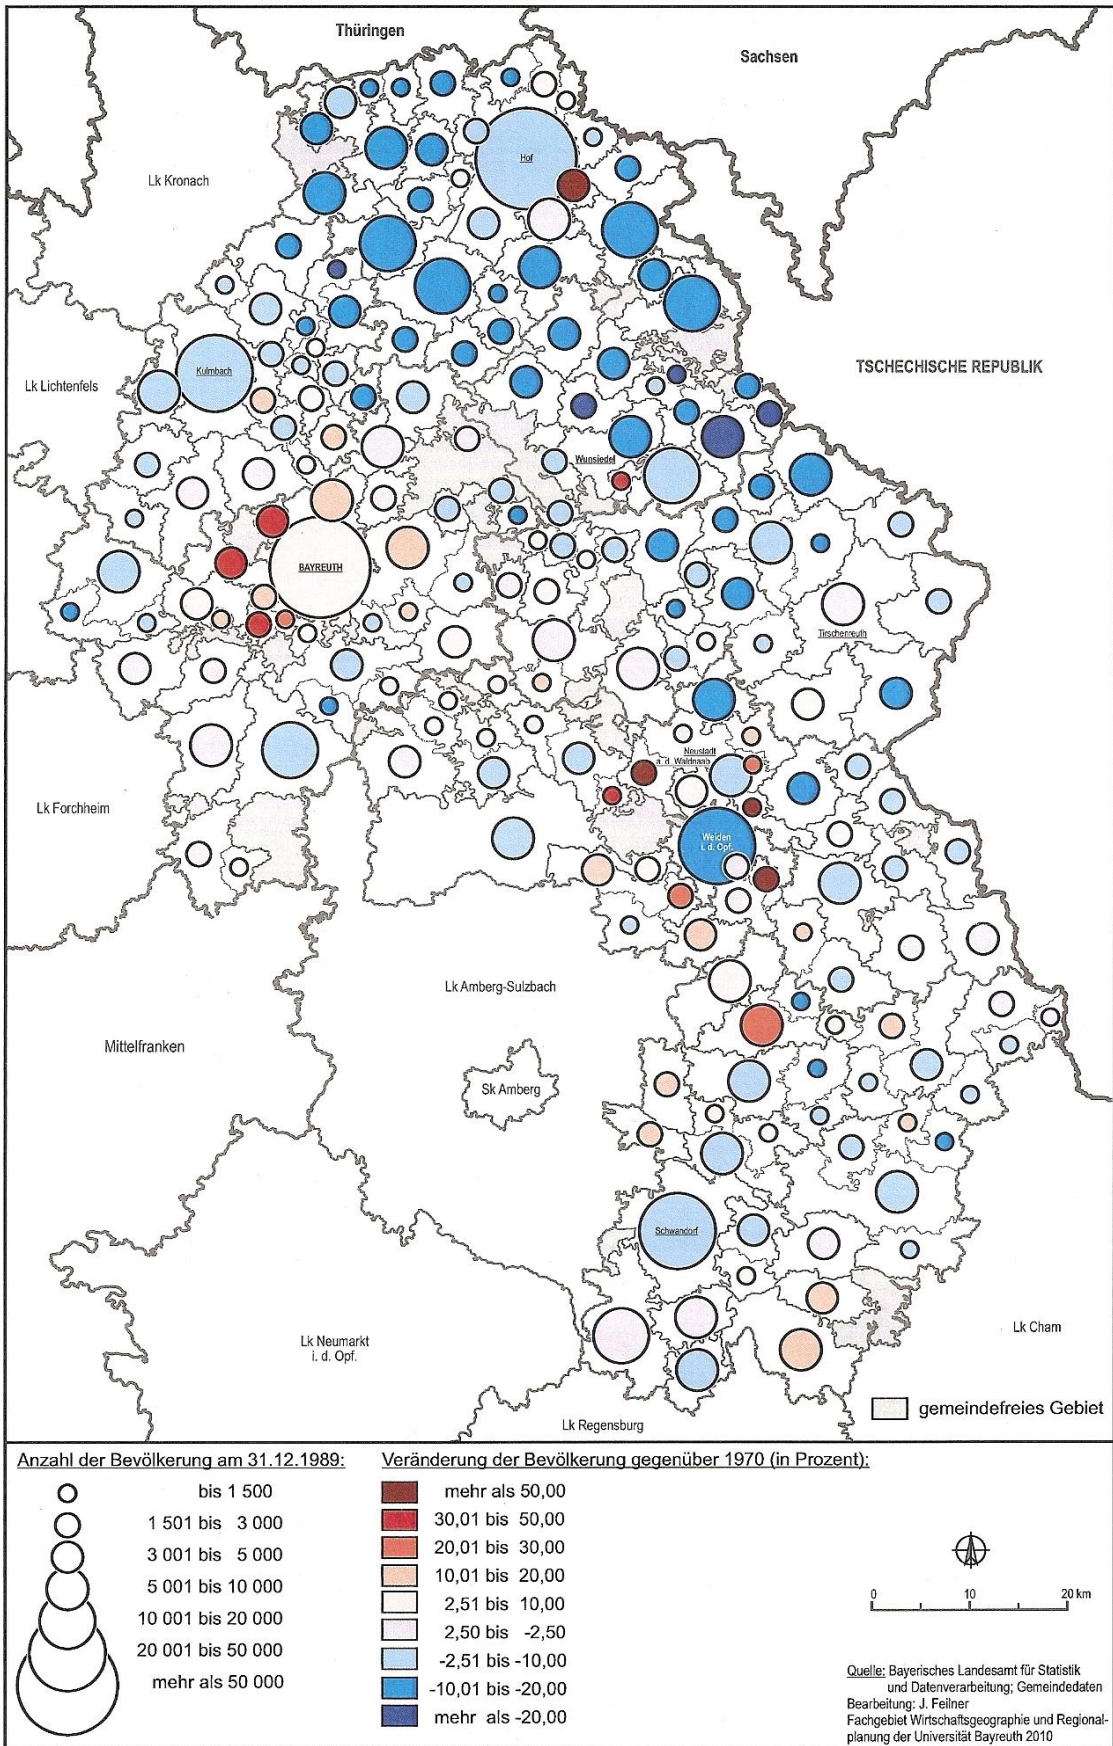 Thüringen
Sachsen
Hof
Lk Kronach
TSCHECHISCHE REPUBLIK
Kulmbach
Lk Lichtenfels
Wunsiedel
BAYREUTH
Tirschenreuth
Neustadt
a. d. Waldnaab
Lk Forchheim
Weiden
i. d. Opf.
Lk Amberg-Sulzbach
Mittelfranken
Sk Amberg
Schwandorf
Lk Neumarkt
i. d. Opf.
Lk Cham
Lk Regensburg
gemeindefreies Gebiet
Anzahl der Bevölkerung am 31.12.1989:
bis 1 500
1 501 bis 3 000
3 001 bis 5 000
5 001 bis 10 000
10 001 bis 20 000
20 001 bis 50 000
mehr als 50 000
Veränderung der Bevölkerung gegenüber 1970 (in Prozent):
mehr als 50,00
30,01 bis 50,00
20,01 bis 30,00
10,01 bis 20,00
2,51 bis 10,00
2,50 bis -2,50
-2,51 bis -10,00
-10,01 bis -20,00
mehr als -20,00
0 10 20 km
Quelle: Bayerisches Landesamt für Statistik
und Datenverarbeitung; Gemeindedaten
Bearbeitung: J. Feilner
Fachgebiet Wirtschaftsgeographie und Regional-
planung der Universität Bayreuth 2010